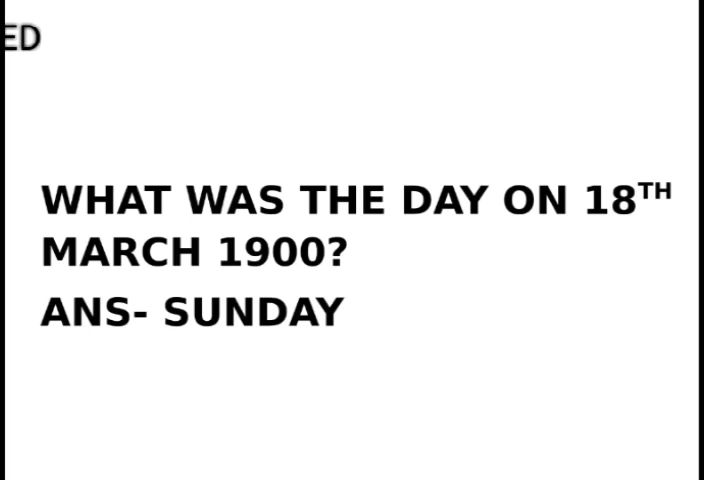 ED
WHAT WAS THE DAY ON 18TH
MARCH 1900?
ANS- SUNDAY